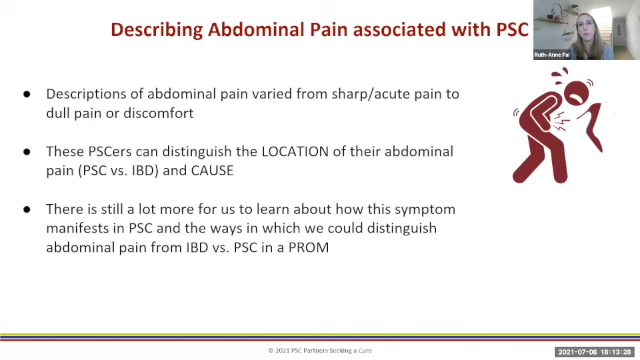 Describing Abdominal Pain associated with PSC
Ruth-Anne Pai
● Descriptions of abdominal pain varied from sharp/acute pain to
dull pain or discomfort
● These PSCers can distinguish the LOCATION of their abdominal
pain (PSC vs. IBD) and CAUSE
● There is still a lot more for us to learn about how this symptom
manifests in PSC and the ways in which we could distinguish
abdominal pain from IBD vs. PSC in a PROM
© 2021 PSC Partners Seeking a Cure
2021-07-08 18:13:28